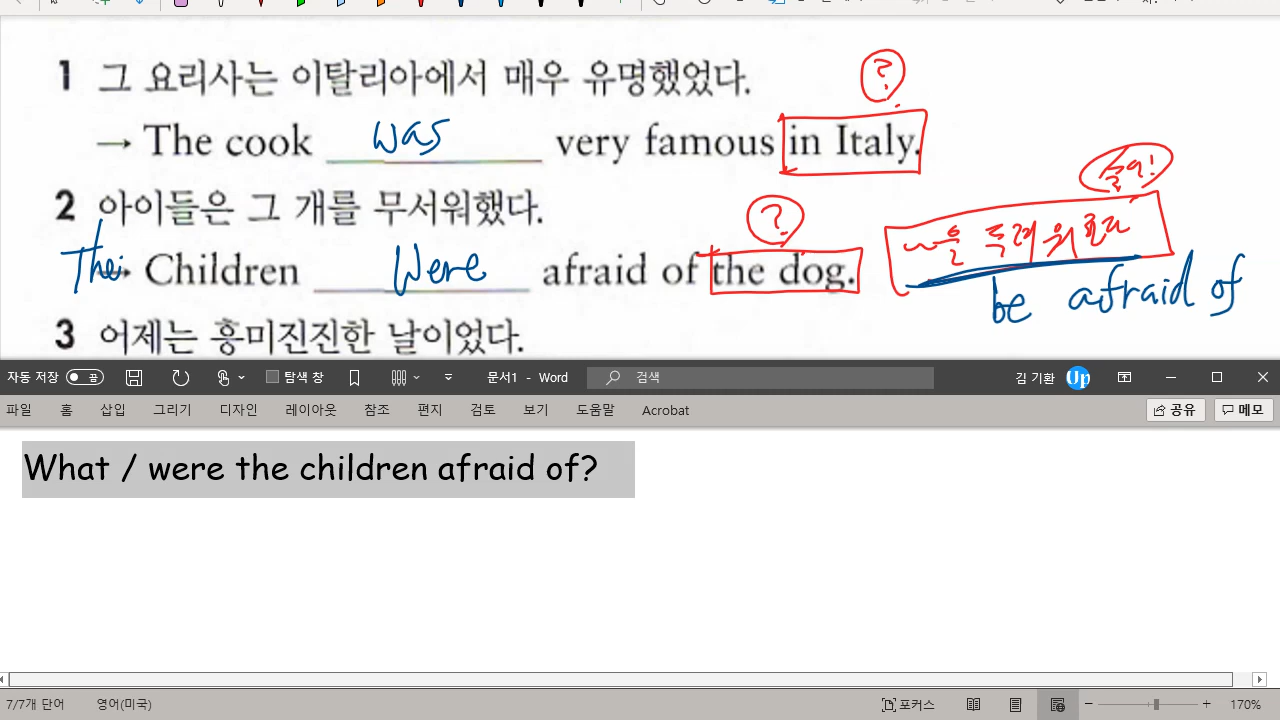 ?
1 그 요리사는 이탈리아에서 매우 유명했었다.
→ The cook was very famous in Italy.
술어!
2 아이들은 그 개를 무서워했다.
?
~을 두려워하다
The → Children were afraid of the dog.
be afraid of
3 어제는 흥미진진한 날이었다.
자동 저장 끔 탐색 창 문서1 - Word 검색 김 기환 Up
파일 홈 삽입 그리기 디자인 레이아웃 참조 편지 검토 보기 도움말 Acrobat 공유 메모
What / were the children afraid of?
7/7개 단어 영어(미국) 포커스 170%